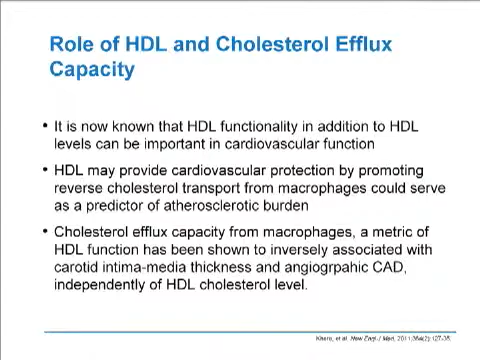 Role of HDL and Cholesterol Efflux
Capacity
• It is now known that HDL functionality in addition to HDL
levels can be important in cardiovascular function
• HDL may provide cardiovascular protection by promoting
reverse cholesterol transport from macrophages could serve
as a predictor of atherosclerotic burden
• Cholesterol efflux capacity from macrophages, a metric of
HDL function has been shown to inversely associated with
carotid intima-media thickness and angiogrpahic CAD,
independently of HDL cholesterol level.
Khera, et al. New Engl J Med, 2011;364(2):127-35.